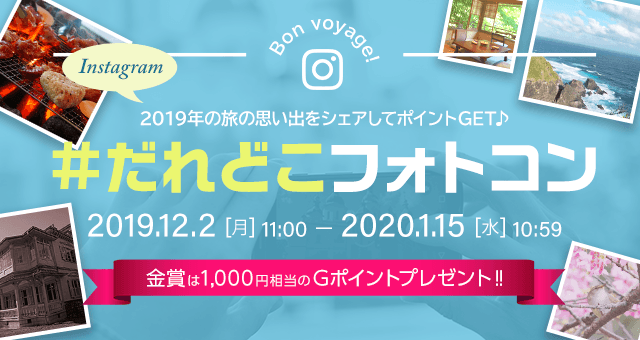 Bon voyage!
Instagram
2019年の旅の思い出をシェアしてポイントGET♪
#だれどこフォトコン
2019.12.2 [月] 11:00 － 2020.1.15 [水] 10:59
金賞は1,000円相当のGポイントプレゼント!!